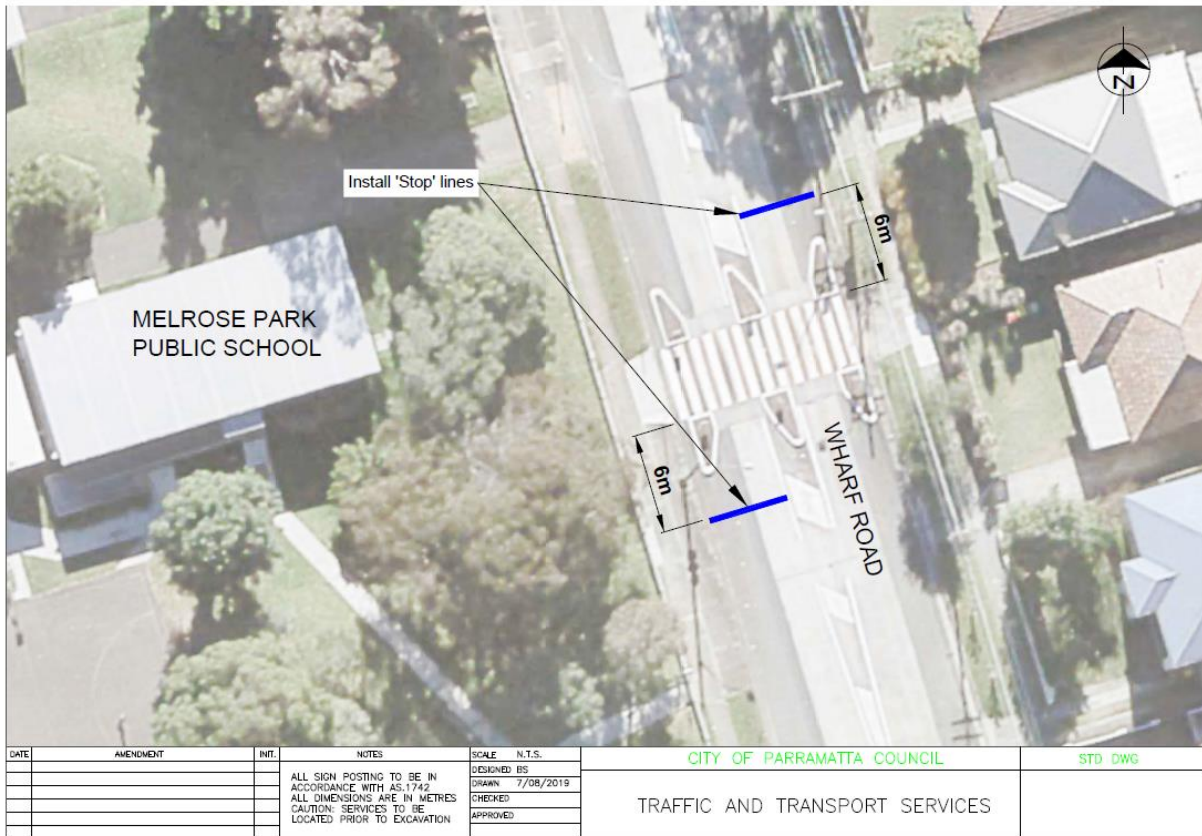 N
Install 'Stop' lines
6m
MELROSE PARK
PUBLIC SCHOOL
6m
WHARF ROAD
DATE AMENDMENT INIT.
NOTES
ALL SIGN POSTING TO BE IN
ACCORDANCE WITH AS.1742
ALL DIMENSIONS ARE IN METRES
CAUTION: SERVICES TO BE
LOCATED PRIOR TO EXCAVATION
SCALE N.T.S.
DESIGNED BS
DRAWN 7/08/2019
CHECKED
APPROVED
CITY OF PARRAMATTA COUNCIL
TRAFFIC AND TRANSPORT SERVICES
STD DWG